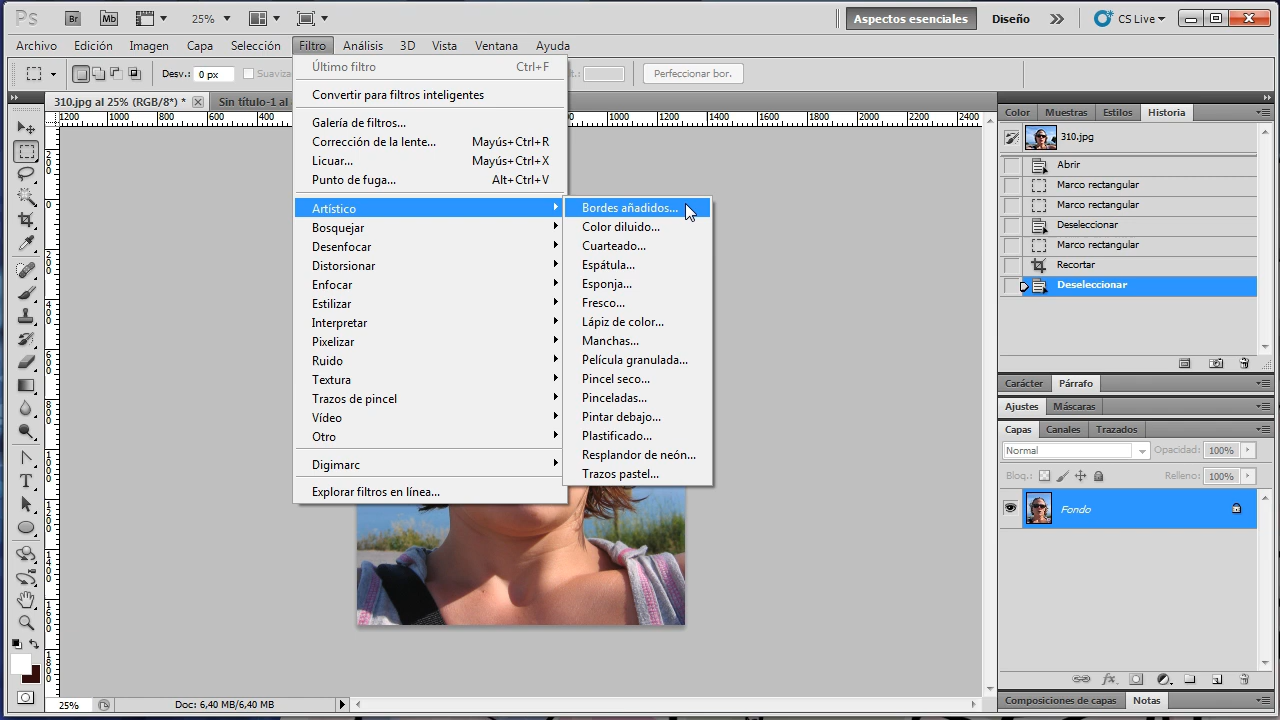 Ps Br Mb 25% Aspectos esenciales Diseño CS Live
Archivo Edición Imagen Capa Selección Filtro Análisis 3D Vista Ventana Ayuda
Desv.: 0 px Suaviza Perfeccionar bor.
310.jpg al 25% (RGB/8*) * Sin título-1 al
1200 1000 800 600 400 800 1000 1200 1400 1600 1800 2000 2200 2400
Último filtro Ctrl+F
Convertir para filtros inteligentes
Galería de filtros...
Corrección de la lente... Mayús+Ctrl+R
Licuar... Mayús+Ctrl+X
Punto de fuga... Alt+Ctrl+V
Artístico
Bosquejar
Desenfocar
Distorsionar
Enfocar
Estilizar
Interpretar
Pixelizar
Ruido
Textura
Trazos de pincel
Vídeo
Otro
Digimarc
Explorar filtros en línea...
Bordes añadidos...
Color diluido...
Cuarteado...
Espátula...
Esponja...
Fresco...
Lápiz de color...
Manchas...
Película granulada...
Pincel seco...
Pinceladas...
Pintar debajo...
Plastificado...
Resplandor de neón...
Trazos pastel...
Color Muestras Estilos Historia
310.jpg
Abrir
Marco rectangular
Marco rectangular
Deseleccionar
Marco rectangular
Recortar
Deseleccionar
Carácter Párrafo
Ajustes Máscaras
Capas Canales Trazados
Normal Opacidad: 100%
Bloq.: Relleno: 100%
Fondo
Composiciones de capas Notas
25% Doc: 6,40 MB/6,40 MB